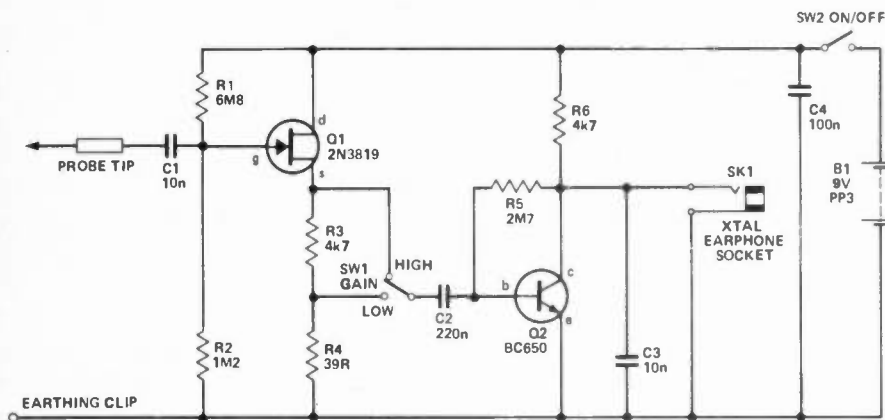 SW2 ON/OFF
R1
6M8
R6
4k7
C4
100n
d
Q1
2N3819
g
s
PROBE TIP
C1
10n
SK1
B1
9V
PP3
R5
2M7
XTAL
EARPHONE
SOCKET
R3
4k7
SW1
GAIN
HIGH
LOW
C2
220n
b
c
e
Q2
BC650
R2
1M2
R4
39R
C3
10n
EARTHING CLIP